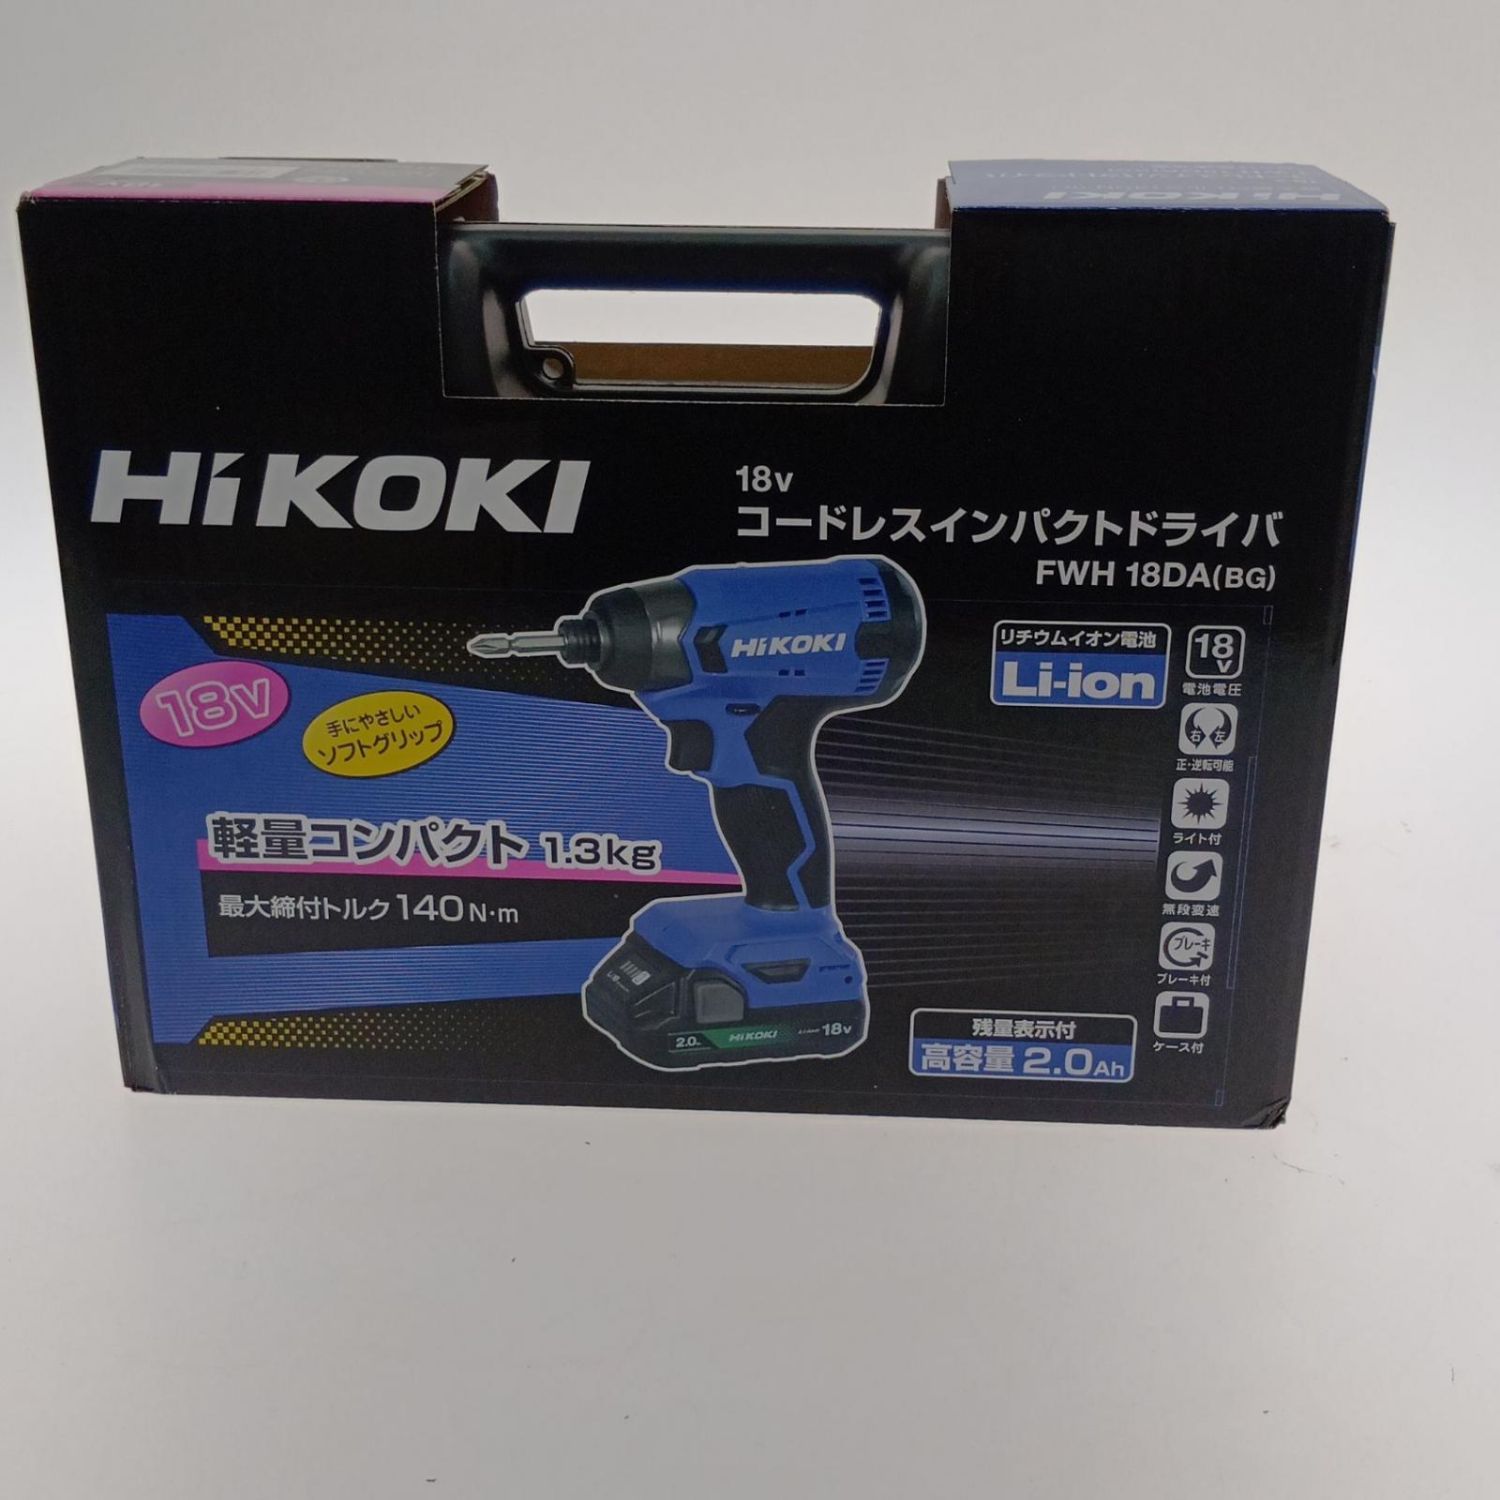 HiKOKI
HiKOKI
18V
コードレスインパクトドライバ
FWH 18DA(BG)
HiKOKI
リチウムイオン電池
Li-ion
18V
電池電圧
18V
手にやさしい
ソフトグリップ
右 左
正・逆転可能
ライト付
軽量コンパクト 1.3kg
最大締付トルク 140N・m
無段変速
ブレーキ
ブレーキ付
2.0 HiKOKI Li-ion 18V
残量表示付
高容量 2.0Ah
ケース付